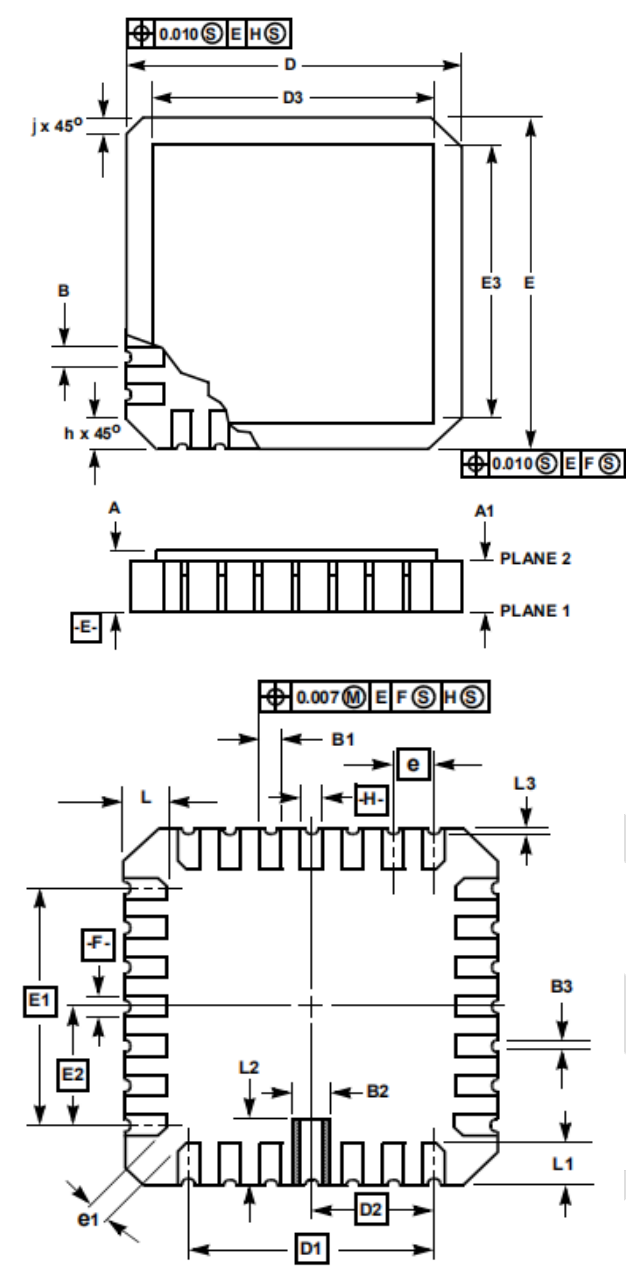 ⌖ 0.010 Ⓢ E H Ⓢ
D
D3
j x 45°
E3 E
B
h x 45°
⌖ 0.010 Ⓢ E F Ⓢ
A
A1
PLANE 2
-E-
PLANE 1
⌖ 0.007 Ⓜ E F Ⓢ H Ⓢ
B1
e
L
-H-
L3
-F-
E1
B3
E2
L2
B2
L1
e1
D2
D1